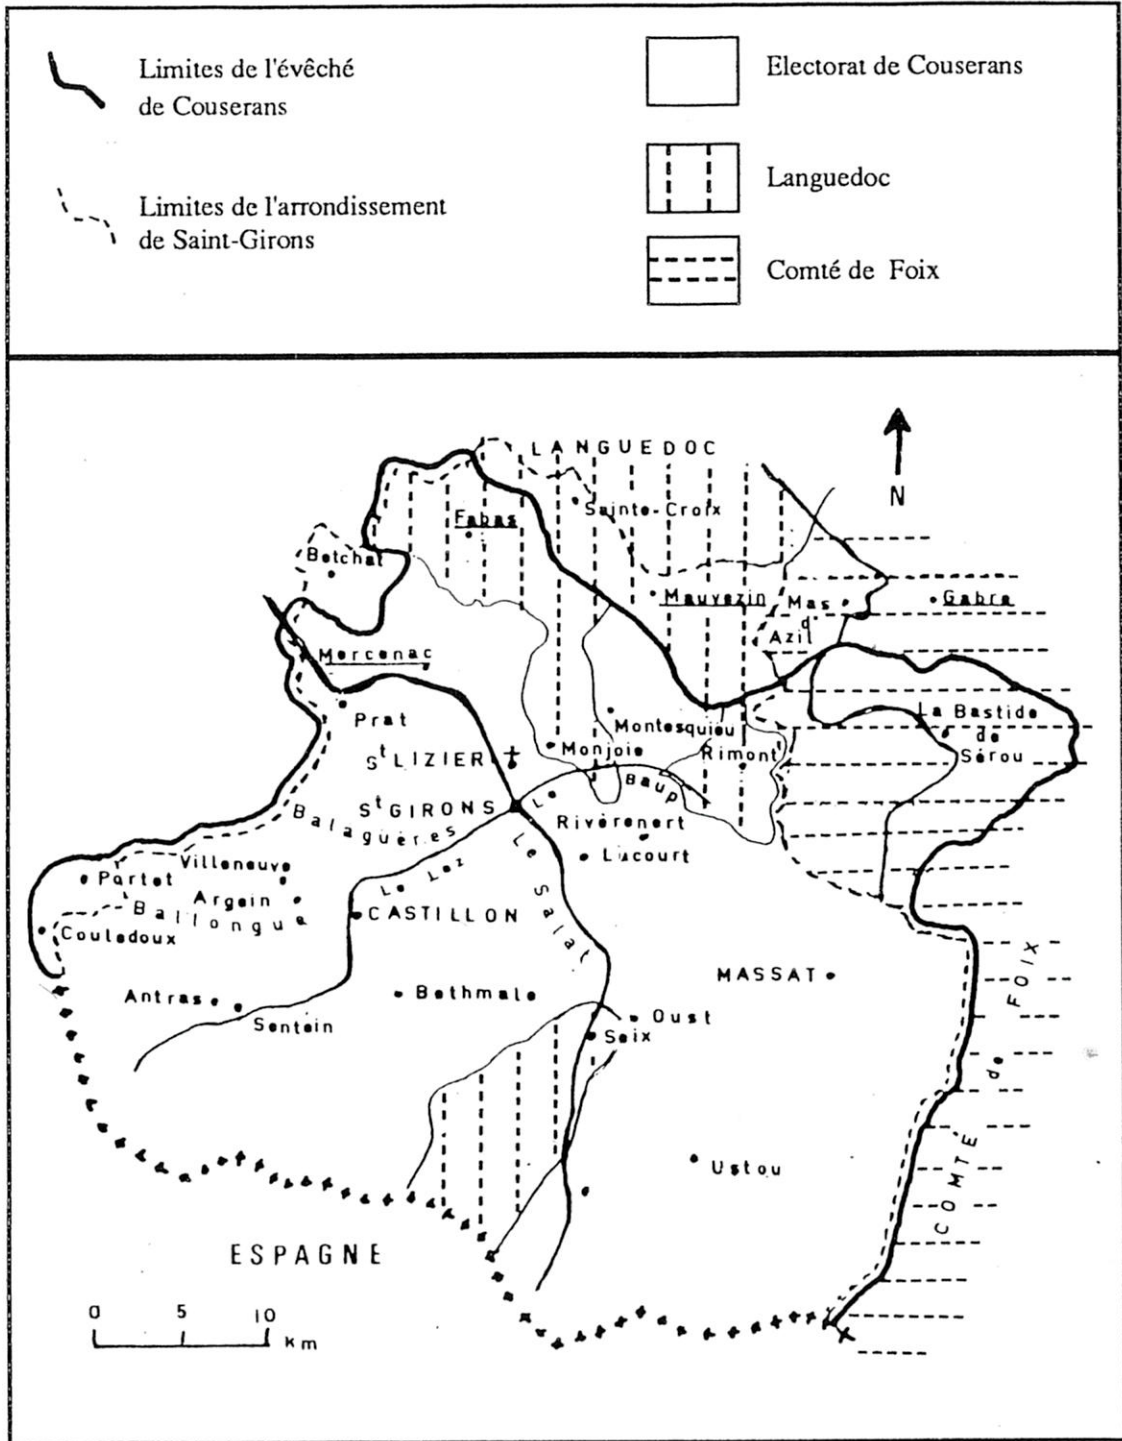 Limites de l'évêché
de Couserans
Limites de l'arrondissement
de Saint-Girons
Electorat de Couserans
Languedoc
Comté de Foix
LANGUEDOC
N
Fabas
Sainte-Croix
Betchat
Mauvezin
Mas
d'
Azil
Gabre
Mercenac
Prat
Montesquieu
La Bastide
de
Sérou
St LIZIER
Monjoie
Rimont
St GIRONS
Le Baup
Balaguères
Rivèrenert
Lacourt
Villeneuve
Le Lez
Le Salat
Portet
Argein
Ballongue
CASTILLON
Couledoux
MASSAT
Antras
Bethmale
Sentein
Oust
Seix
COMTÉ de FOIX
Ustou
ESPAGNE
0 5 10
km